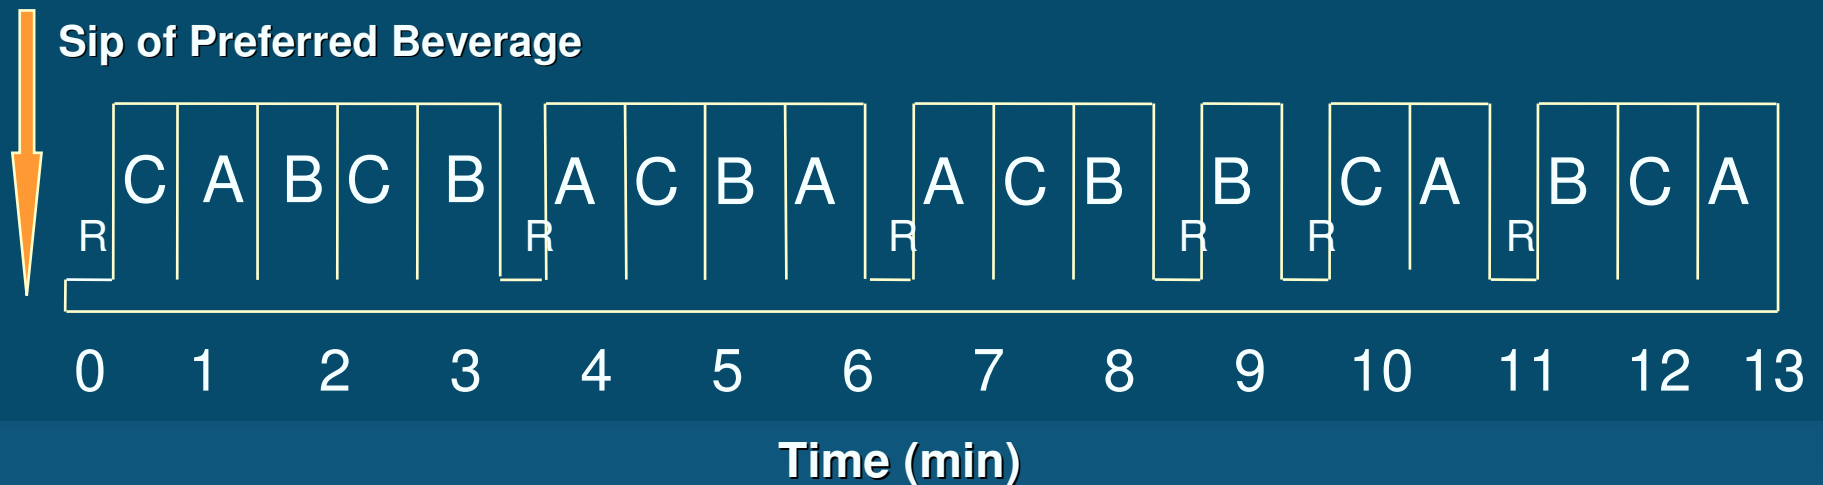 Sip of Preferred Beverage
C A B C B A C B A A C B B C A B C A
R R R R R R
0 1 2 3 4 5 6 7 8 9 10 11 12 13
Time (min)